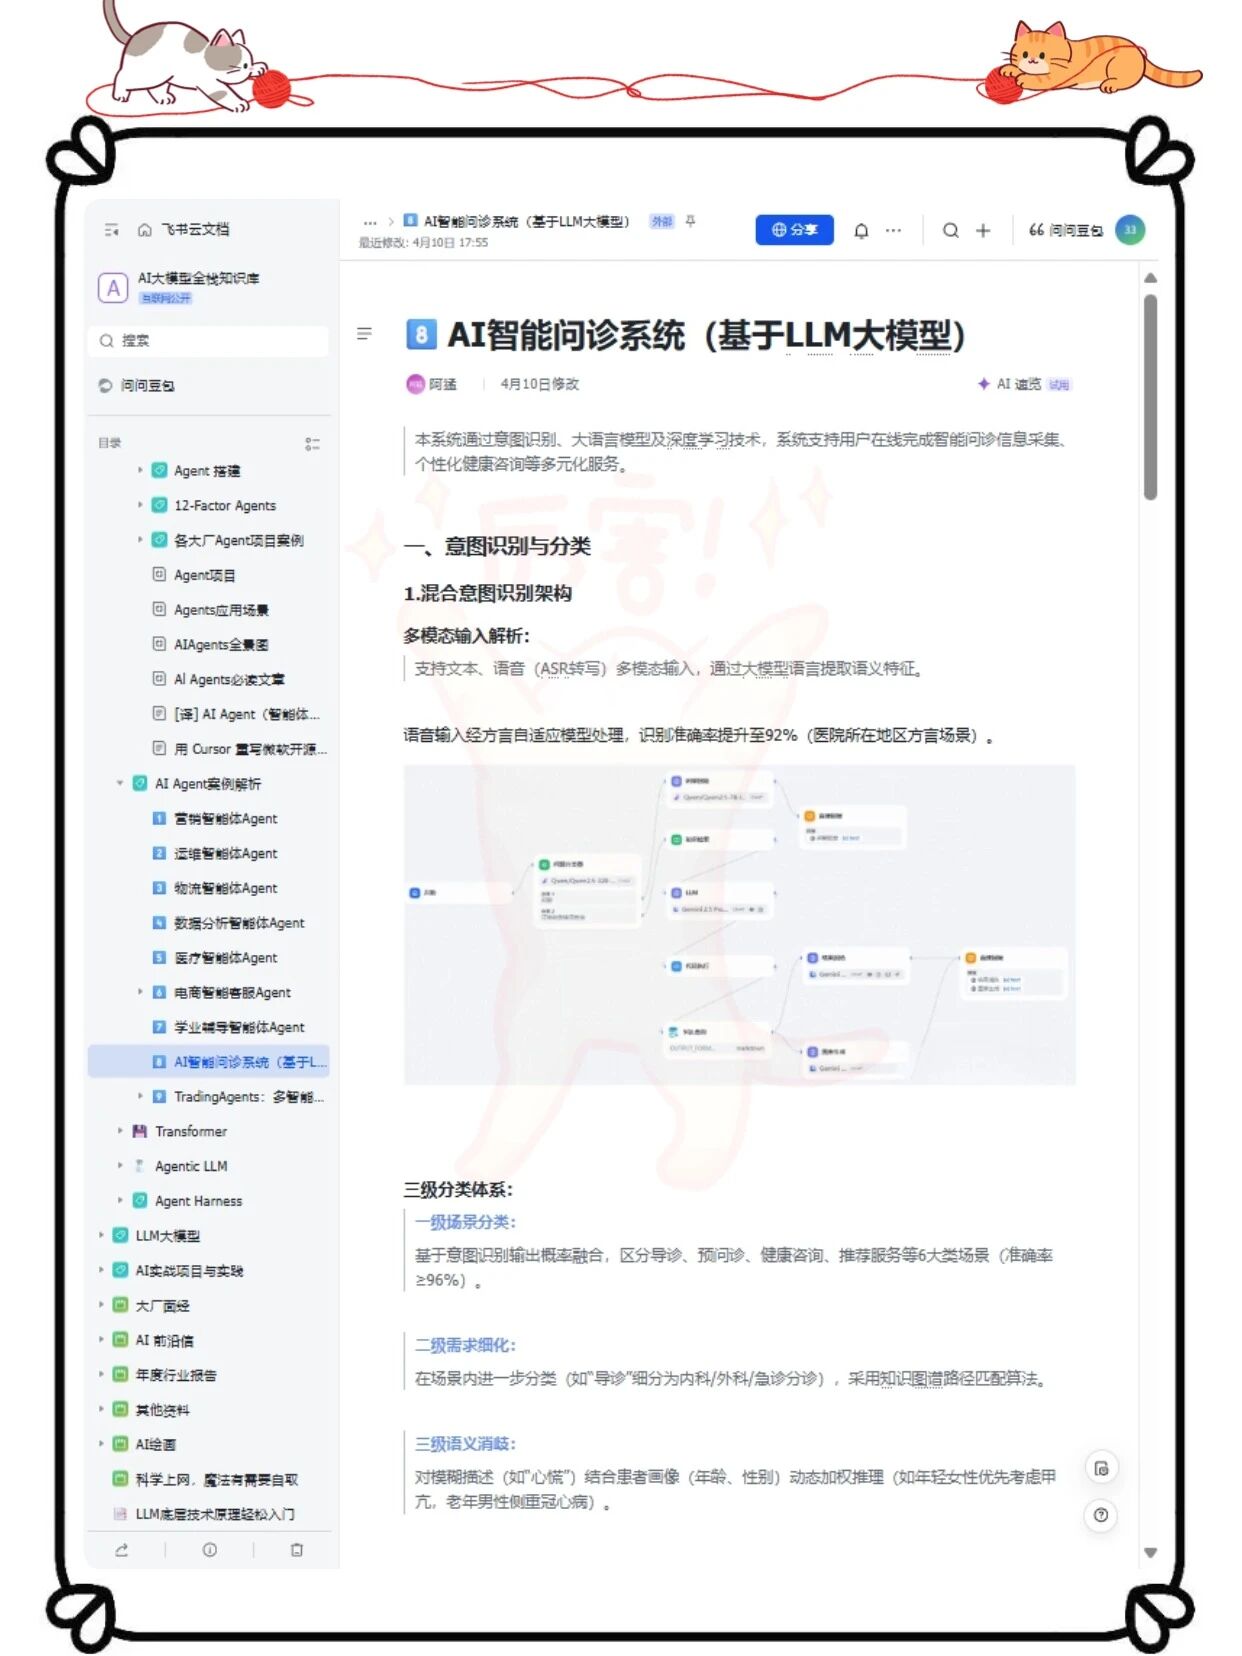 飞书云文档
AI大模型全栈知识库
互联网公开
搜索
问问豆包
目录
Agent 搭建
12-Factor Agents
各大厂Agent项目案例
Agent项目
Agents应用场景
AIAgents全景图
Al Agents必读文章
[译] AI Agent（智能体...
用 Cursor 重写微软开源...
AI Agent案例解析
1 营销智能体Agent
2 运维智能体Agent
3 物流智能体Agent
4 数据分析智能体Agent
5 医疗智能体Agent
6 电商智能客服Agent
7 学业辅导智能体Agent
8 AI智能问诊系统（基于L...
9 TradingAgents：多智能...
Transformer
Agentic LLM
Agent Harness
LLM大模型
AI实战项目与实践
大厂面经
AI 前沿信
年度行业报告
其他资料
AI绘画
科学上网，魔法有需要自取
LLM底层技术原理轻松入门
... > 8 AI智能问诊系统（基于LLM大模型） 外部
最近修改: 4月10日 17:55
分享
问问豆包
33
8 AI智能问诊系统（基于LLM大模型）
阿猛 | 4月10日修改
AI 速览 试用
本系统通过意图识别、大语言模型及深度学习技术，系统支持用户在线完成智能问诊信息采集、
个性化健康咨询等多元化服务。
厉害！
一、意图识别与分类
1.混合意图识别架构
多模态输入解析：
支持文本、语音（ASR转写）多模态输入，通过大模型语言提取语义特征。
语音输入经方言自适应模型处理，识别准确率提升至92%（医院所在地区方言场景）。
LLM
OUTPUT_FORM...
markdown
三级分类体系：
一级场景分类：
基于意图识别输出概率融合，区分导诊、预问诊、健康咨询、推荐服务等6大类场景（准确率
≥96%）。
二级需求细化：
在场景内进一步分类（如“导诊”细分为内科/外科/急诊分诊），采用知识图谱路径匹配算法。
三级语义消歧：
对模糊描述（如“心慌”）结合患者画像（年龄、性别）动态加权推理（如年轻女性优先考虑甲
亢，老年男性侧重冠心病）。